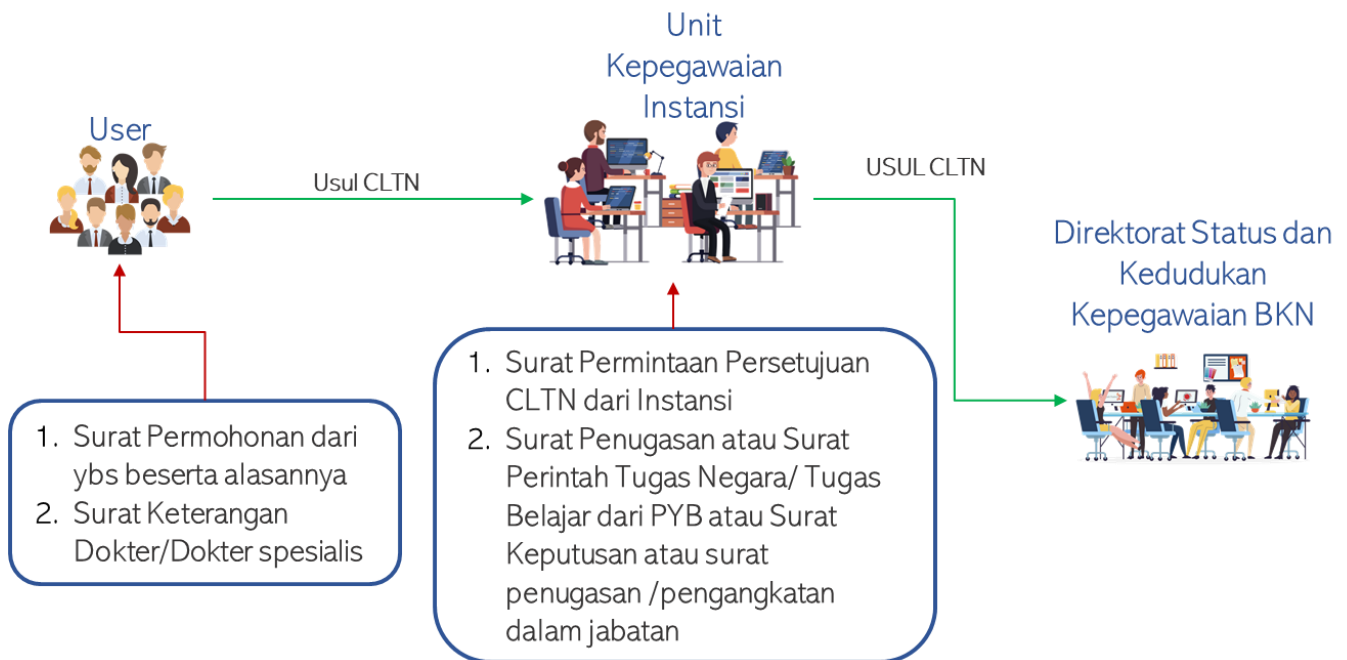 User
Usul CLTN
Unit
Kepegawaian
Instansi
USUL CLTN
Direktorat Status dan
Kedudukan
Kepegawaian BKN
1. Surat Permohonan dari
ybs beserta alasannya
2. Surat Keterangan
Dokter/Dokter spesialis
1. Surat Permintaan Persetujuan
CLTN dari Instansi
2. Surat Penugasan atau Surat
Perintah Tugas Negara/ Tugas
Belajar dari PYB atau Surat
Keputusan atau surat
penugasan /pengangkatan
dalam jabatan